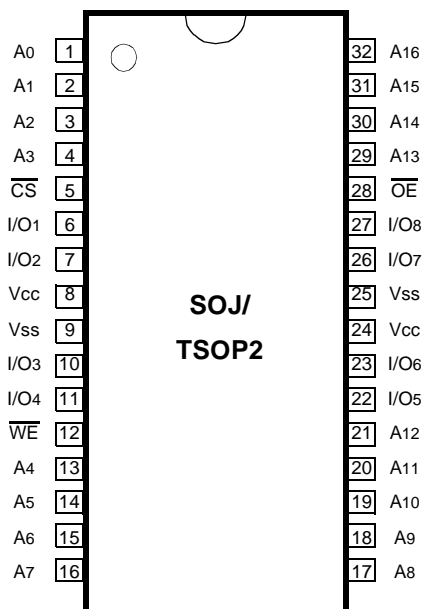 A0 1 32 A16
A1 2 31 A15
A2 3 30 A14
A3 4 29 A13
CS 5 28 OE
I/O1 6 27 I/O8
I/O2 7 26 I/O7
Vcc 8 25 Vss
Vss 9 24 Vcc
SOJ/
TSOP2
I/O3 10 23 I/O6
I/O4 11 22 I/O5
WE 12 21 A12
A4 13 20 A11
A5 14 19 A10
A6 15 18 A9
A7 16 17 A8